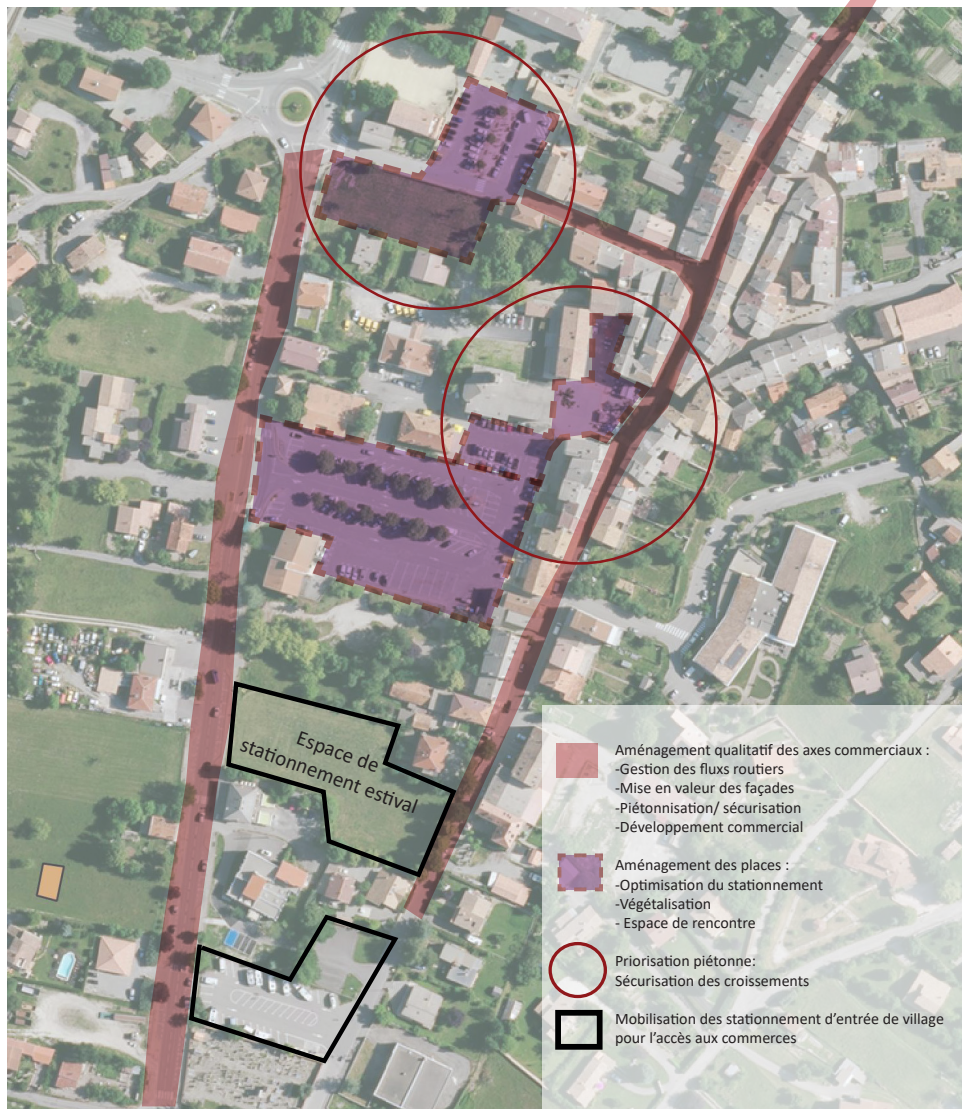 Espace de
stationnement estival
Aménagement qualitatif des axes commerciaux :
-Gestion des flux routiers
-Mise en valeur des façades
-Piétonnisation/ sécurisation
-Développement commercial
Aménagement des places :
-Optimisation du stationnement
-Végétalisation
- Espace de rencontre
Priorisation piétonne:
Sécurisation des croissements
Mobilisation des stationnement d'entrée de village
pour l'accès aux commerces